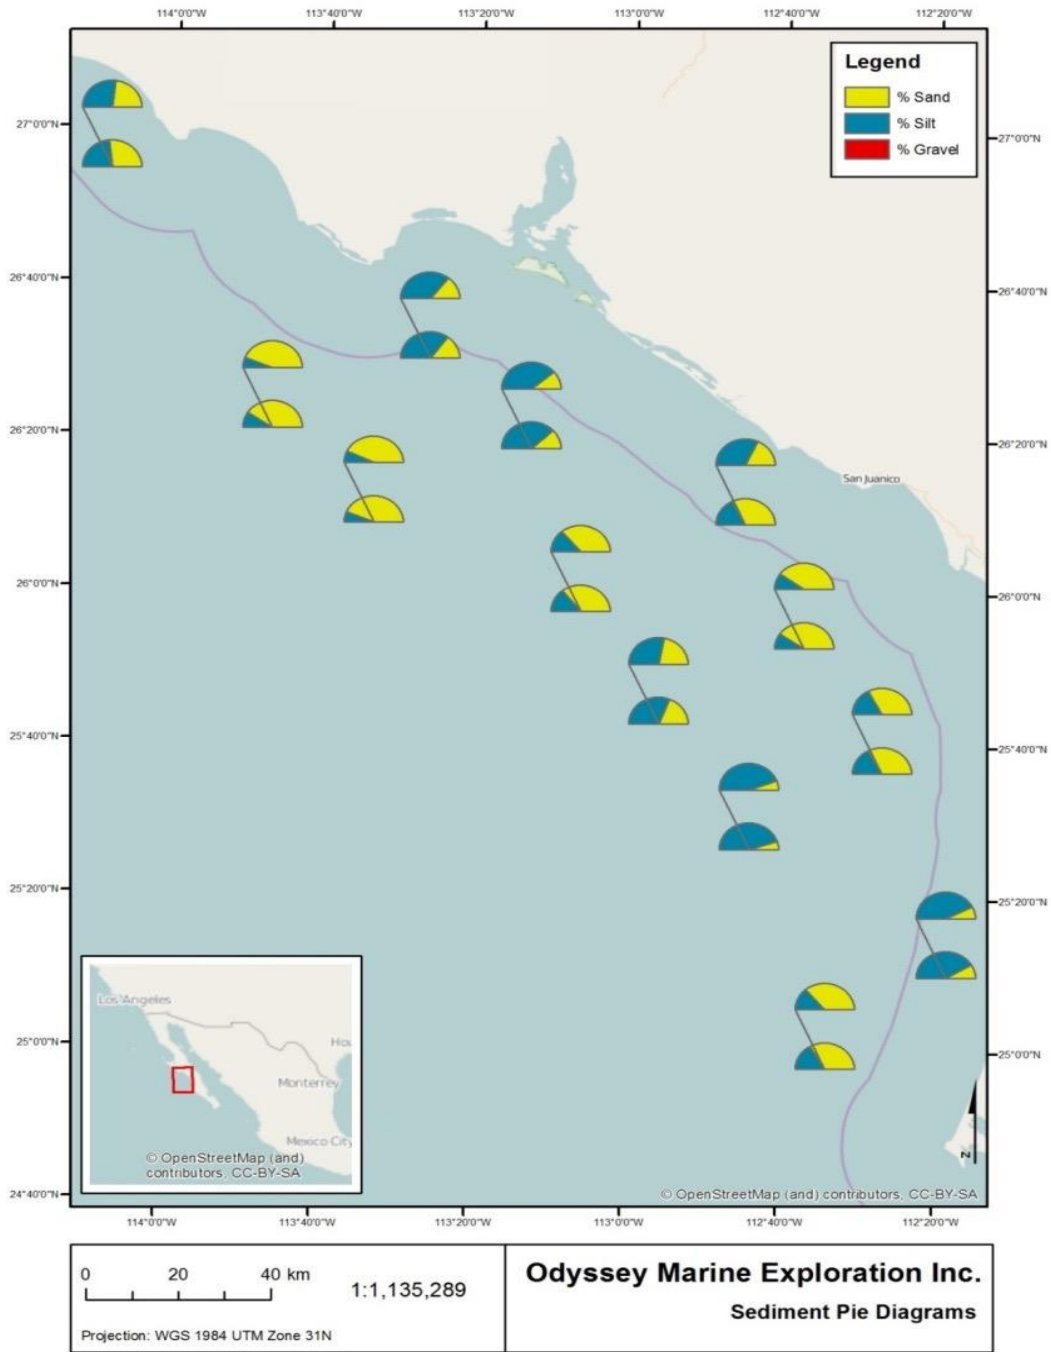 114°0'0"W 113°40'0"W 113°20'0"W 113°0'0"W 112°40'0"W 112°20'0"W
Legend
% Sand
% Silt
% Gravel
27°0'0"N
27°0'0"N
26°40'0"N
26°40'0"N
26°20'0"N
26°20'0"N
San Juanico
26°0'0"N
26°0'0"N
25°40'0"N
25°40'0"N
25°20'0"N
25°20'0"N
Los Angeles
25°0'0"N
Hou
25°0'0"N
Monterrey
Mexico City
© OpenStreetMap (and)
contributors, CC-BY-SA
N
24°40'0"N
© OpenStreetMap (and) contributors, CC-BY-SA
114°0'0"W 113°40'0"W 113°20'0"W 113°0'0"W 112°40'0"W 112°20'0"W
0 20 40 km
1:1,135,289
Projection: WGS 1984 UTM Zone 31N
Odyssey Marine Exploration Inc.
Sediment Pie Diagrams